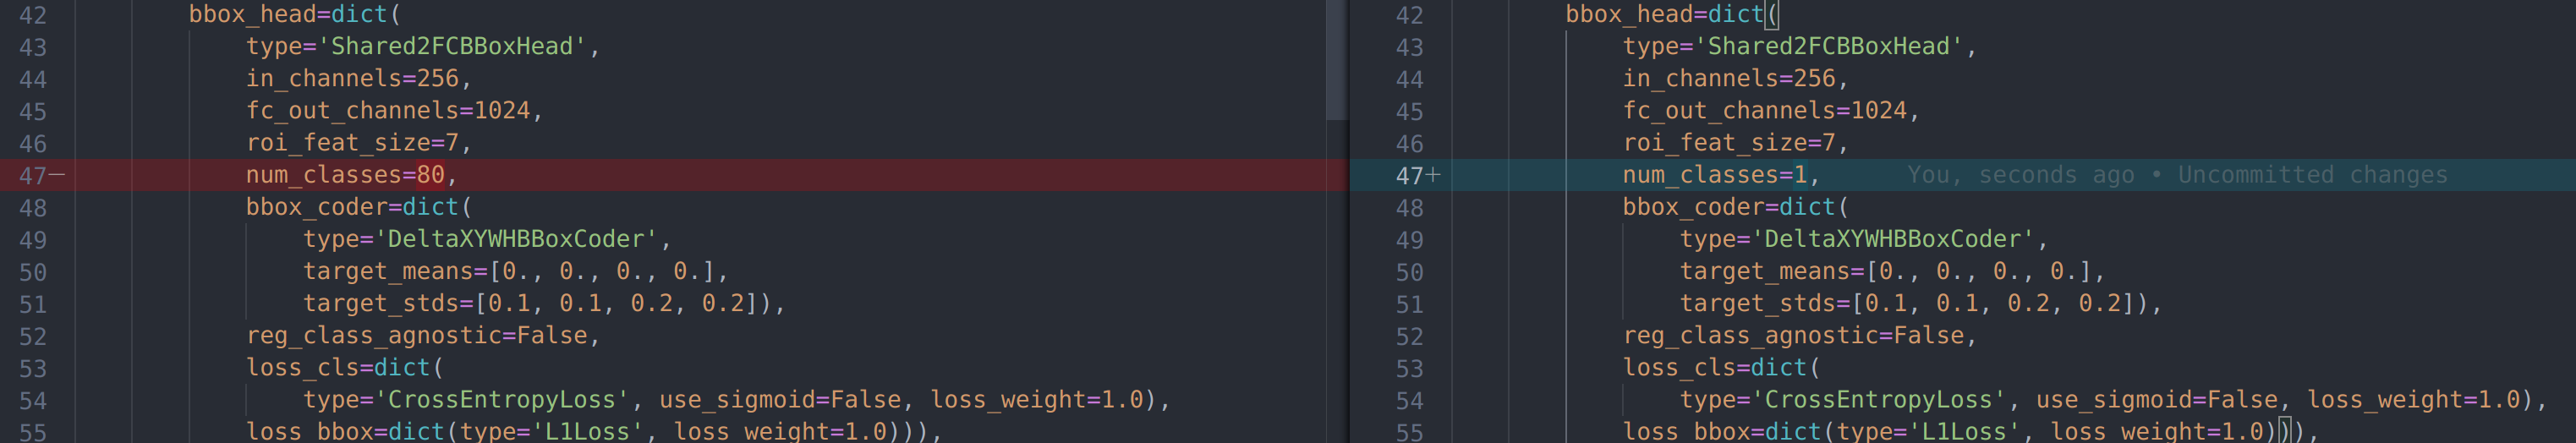 42 bbox_head=dict(
43 type='Shared2FCBBoxHead',
44 in_channels=256,
45 fc_out_channels=1024,
46 roi_feat_size=7,
47— num_classes=80,
48 bbox_coder=dict(
49 type='DeltaXYWHBBoxCoder',
50 target_means=[0., 0., 0., 0.],
51 target_stds=[0.1, 0.1, 0.2, 0.2]),
52 reg_class_agnostic=False,
53 loss_cls=dict(
54 type='CrossEntropyLoss', use_sigmoid=False, loss_weight=1.0),
55 loss_bbox=dict(type='L1Loss', loss_weight=1.0))),
42 bbox_head=dict(
43 type='Shared2FCBBoxHead',
44 in_channels=256,
45 fc_out_channels=1024,
46 roi_feat_size=7,
47+ num_classes=1, You, seconds ago • Uncommitted changes
48 bbox_coder=dict(
49 type='DeltaXYWHBBoxCoder',
50 target_means=[0., 0., 0., 0.],
51 target_stds=[0.1, 0.1, 0.2, 0.2]),
52 reg_class_agnostic=False,
53 loss_cls=dict(
54 type='CrossEntropyLoss', use_sigmoid=False, loss_weight=1.0),
55 loss_bbox=dict(type='L1Loss', loss_weight=1.0))),